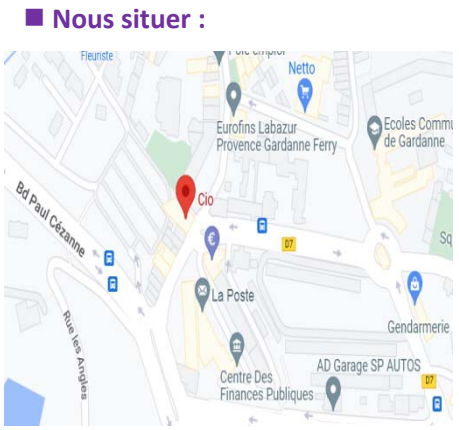 ■ Nous situer :
Fleuriste
Pole emploi
Netto
Eurofins Labazur
Provence Gardanne Ferry
Ecoles Commu
de Gardanne
Cio
Bd Paul Cézanne
D7
Sq
La Poste
Rue les Angles
Gendarmerie
Centre Des
Finances Publiques
AD Garage SP AUTOS
D7